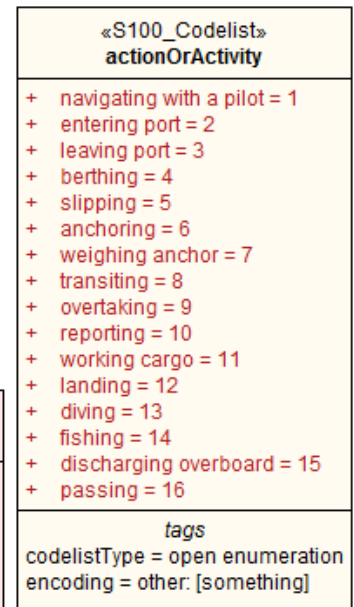 «S100_Codelist»
actionOrActivity
+ navigating with a pilot = 1
+ entering port = 2
+ leaving port = 3
+ berthing = 4
+ slipping = 5
+ anchoring = 6
+ weighing anchor = 7
+ transiting = 8
+ overtaking = 9
+ reporting = 10
+ working cargo = 11
+ landing = 12
+ diving = 13
+ fishing = 14
+ discharging overboard = 15
+ passing = 16
tags
codelistType = open enumeration
encoding = other: [something]